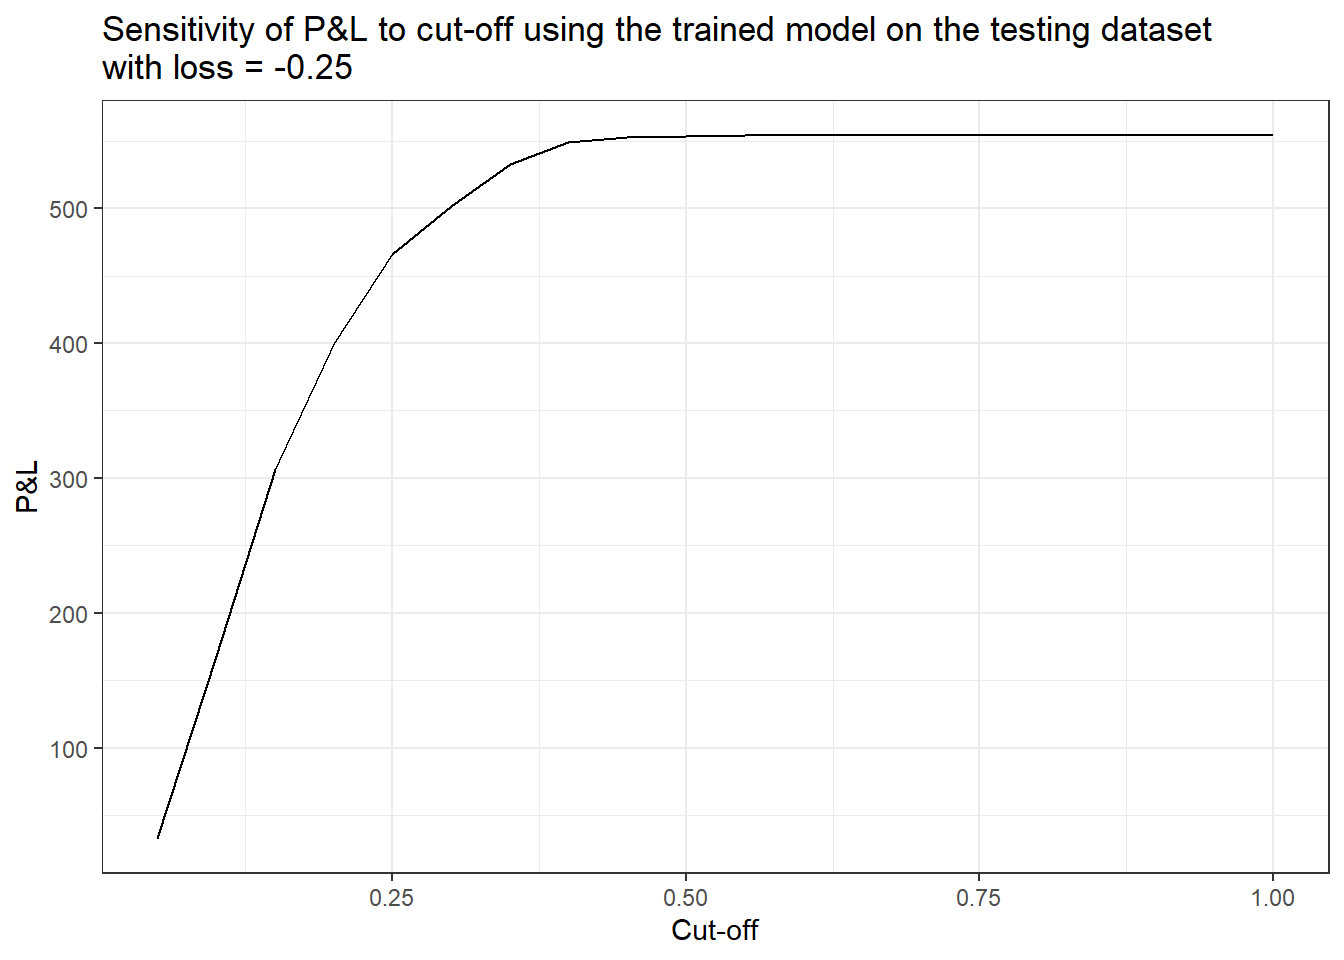 Sensitivity of P&L to cut-off using the trained model on the testing dataset
with loss = -0.25
500
400
300
200
100
P&L
0.25 0.50 0.75 1.00
Cut-off